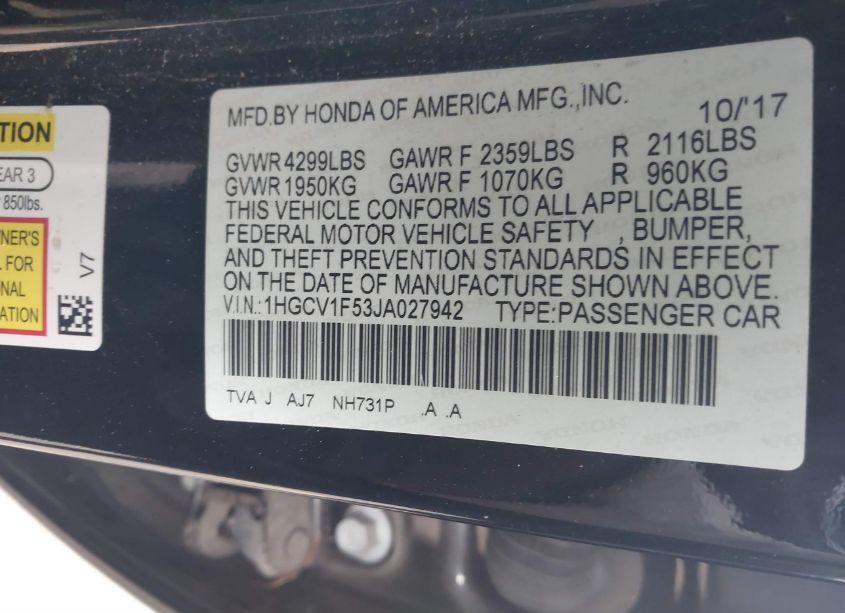 TION
EAR 3
850lbs.
NER'S
L FOR
NAL
ATION
V7
MFD.BY HONDA OF AMERICA MFG.,INC. 10/'17
GVWR 4299LBS GAWR F 2359LBS R 2116LBS
GVWR 1950KG GAWR F 1070KG R 960KG
THIS VEHICLE CONFORMS TO ALL APPLICABLE
FEDERAL MOTOR VEHICLE SAFETY , BUMPER,
AND THEFT PREVENTION STANDARDS IN EFFECT
ON THE DATE OF MANUFACTURE SHOWN ABOVE.
V.I.N.:1HGCV1F53JA027942 TYPE:PASSENGER CAR
TVA J AJ7 NH731P .A .A